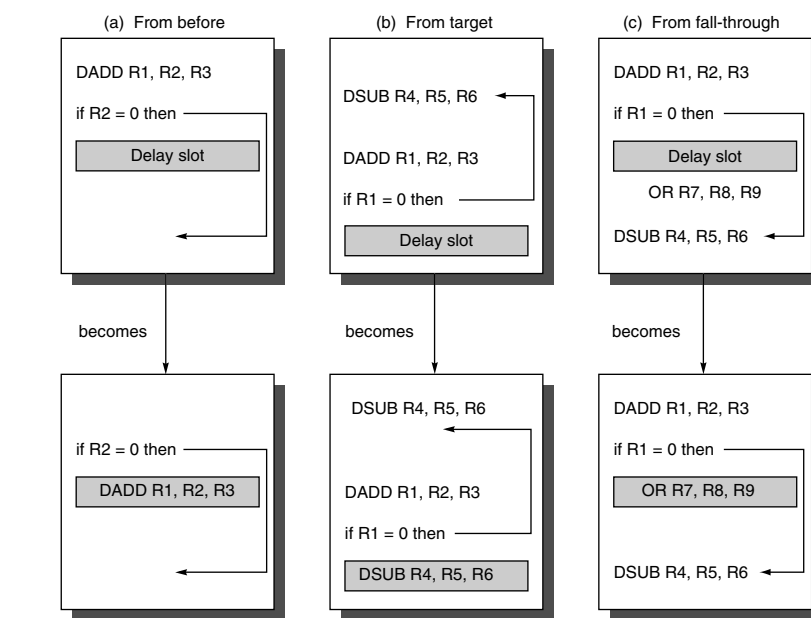 (a) From before
DADD R1, R2, R3
if R2 = 0 then
Delay slot
becomes
if R2 = 0 then
DADD R1, R2, R3
(b) From target
DSUB R4, R5, R6
DADD R1, R2, R3
if R1 = 0 then
Delay slot
becomes
DSUB R4, R5, R6
DADD R1, R2, R3
if R1 = 0 then
DSUB R4, R5, R6
(c) From fall-through
DADD R1, R2, R3
if R1 = 0 then
Delay slot
OR R7, R8, R9
DSUB R4, R5, R6
becomes
DADD R1, R2, R3
if R1 = 0 then
OR R7, R8, R9
DSUB R4, R5, R6